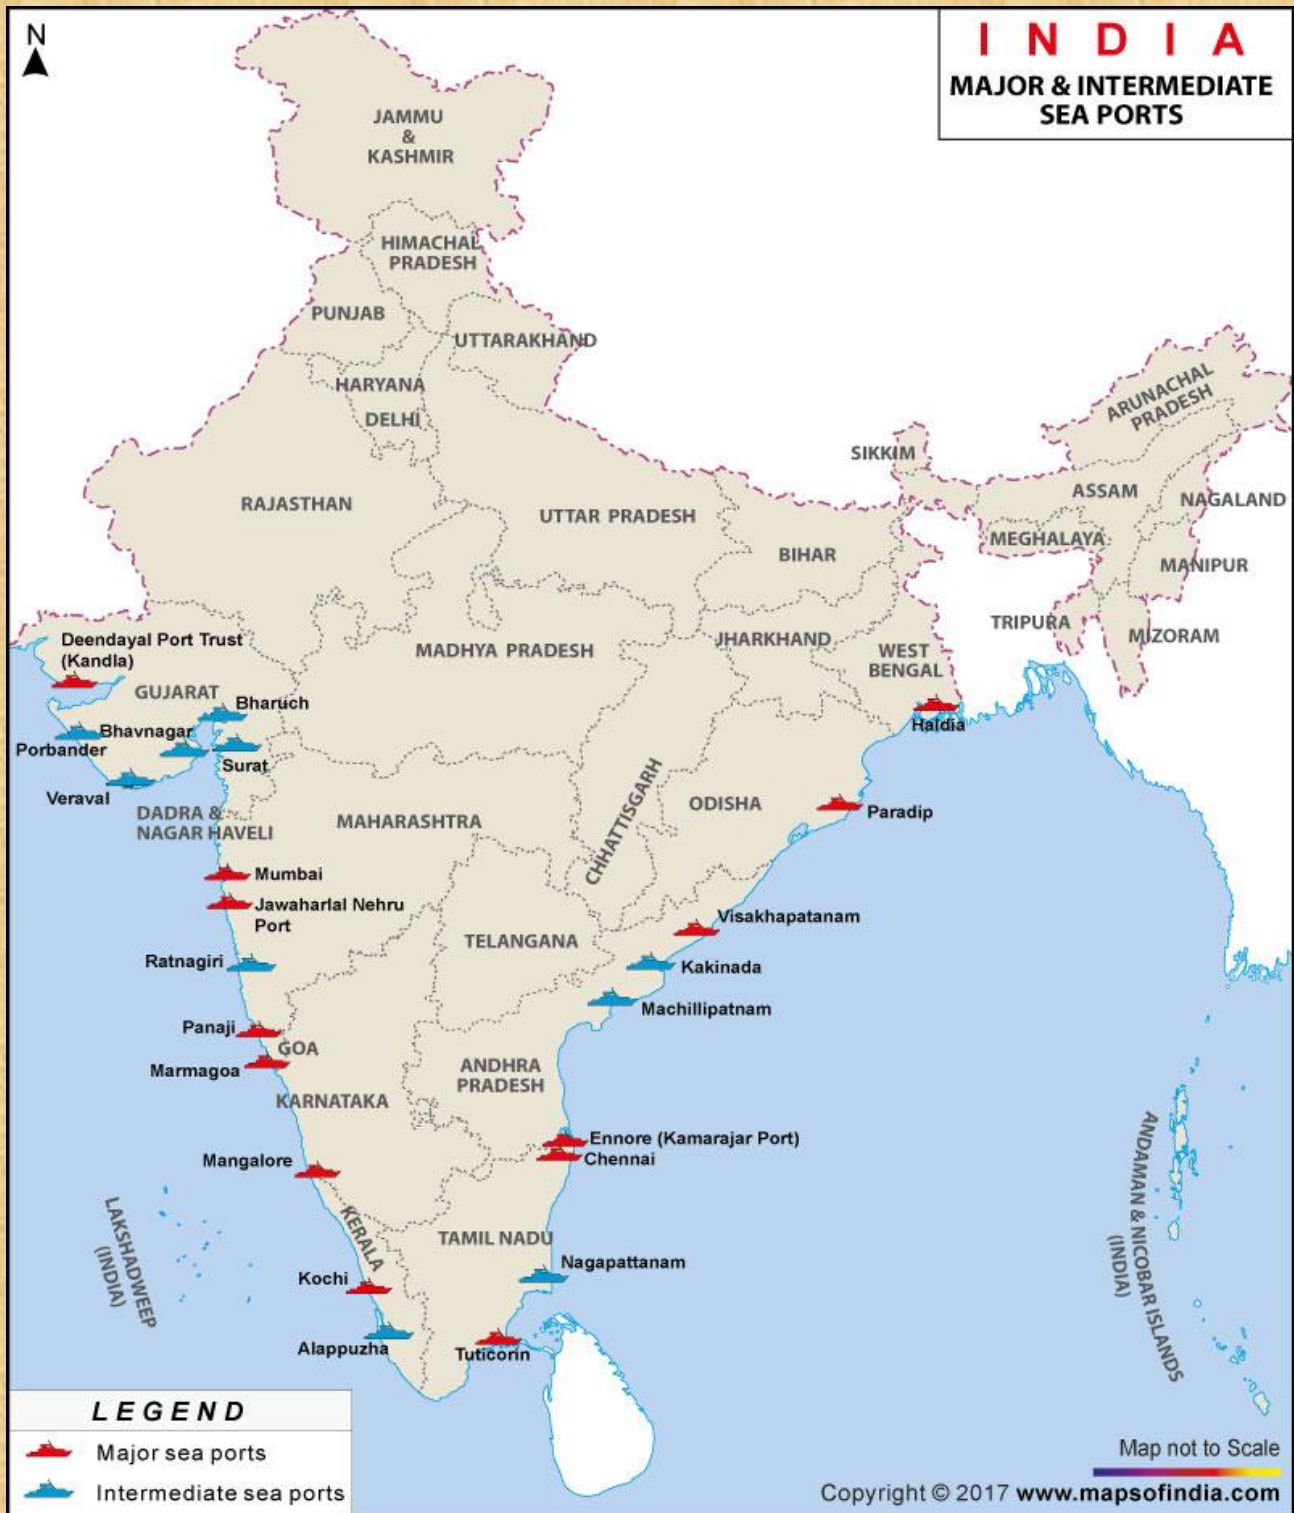 N
I N D I A
MAJOR & INTERMEDIATE
SEA PORTS
JAMMU
&
KASHMIR
HIMACHAL
PRADESH
PUNJAB
UTTARAKHAND
HARYANA
DELHI
ARUNACHAL
PRADESH
SIKKIM
RAJASTHAN
UTTAR PRADESH
ASSAM
NAGALAND
BIHAR
MEGHALAYA
MANIPUR
TRIPURA
MIZORAM
Deendayal Port Trust
(Kandla)
GUJARAT
MADHYA PRADESH
JHARKHAND
WEST
BENGAL
Bharuch
Bhavnagar
Porbander
Surat
Veraval
Haldia
DADRA &
NAGAR HAVELI
MAHARASHTRA
CHHATTISGARH
ODISHA
Paradip
Mumbai
Jawaharlal Nehru
Port
Visakhapatanam
TELANGANA
Ratnagiri
Kakinada
Machillipatnam
Panaji
GOA
Marmagoa
ANDHRA
PRADESH
KARNATAKA
Ennore (Kamarajar Port)
Chennai
Mangalore
LAKSHADWEEP
(INDIA)
KERALA
TAMIL NADU
ANDAMAN & NICOBAR ISLANDS
(INDIA)
Nagapattanam
Kochi
Alappuzha
Tuticorin
LEGEND
Major sea ports
Intermediate sea ports
Map not to Scale
Copyright © 2017 www.mapsofindia.com